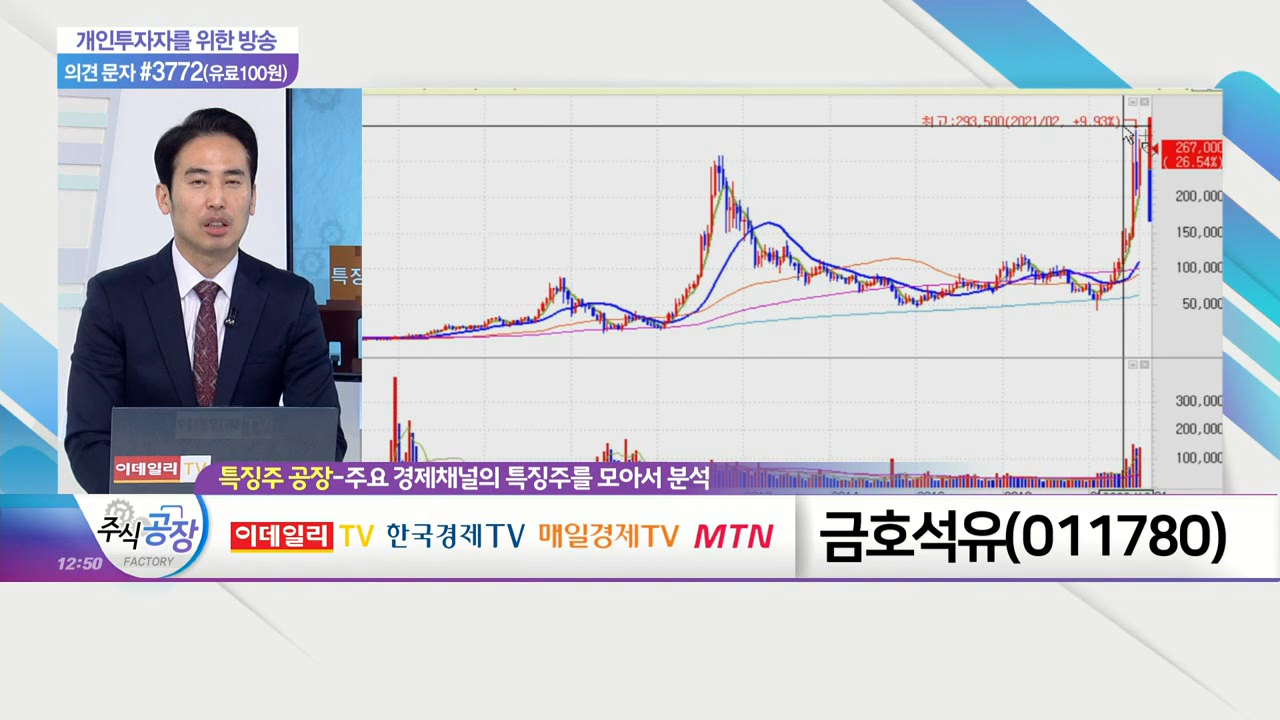 개인투자자를 위한 방송
의견 문자 #3772(유료100원)
최고:293,500(2021/02, +9.93%)
267,000
( 26.54%)
200,000
150,000
100,000
50,000
특징
300,000
200,000
100,000
이데일리 TV
특징주 공장-주요 경제채널의 특징주를 모아서 분석
주식공장
FACTORY
12:50
이데일리 TV 한국경제TV 매일경제TV MTN
금호석유(011780)